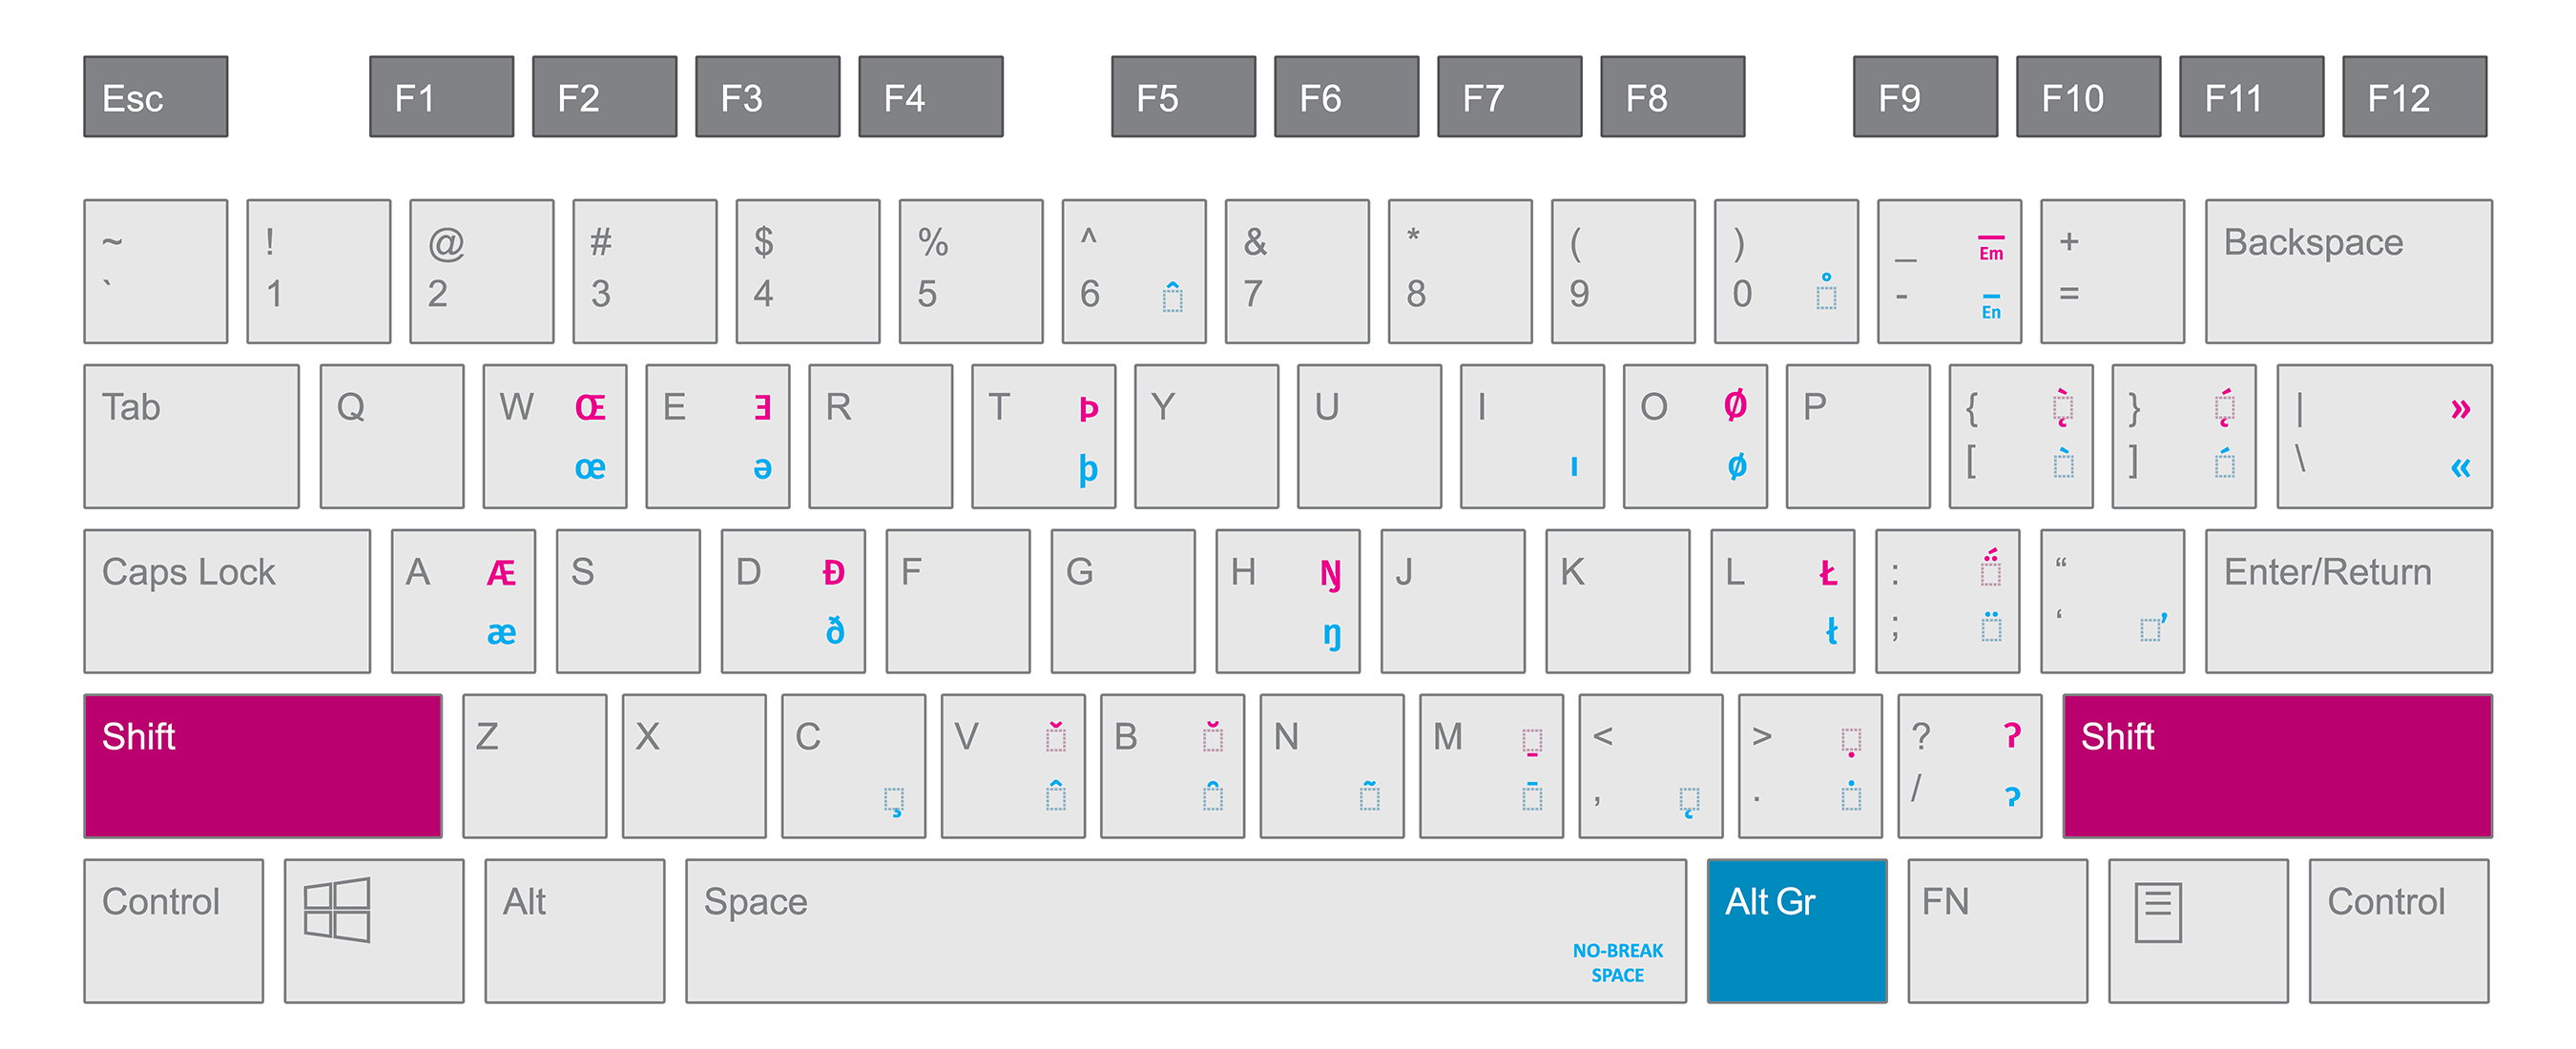 Esc F1 F2 F3 F4 F5 F6 F7 F8 F9 F10 F11 F12
~ ! @ # $ % ^ & * ( ) _ — Em + Backspace
` 1 2 3 4 5 6 ◌̂ 7 8 9 0 ◌̊ - – En =
Tab Q W Œ E Ǝ R T Þ Y U I O Ø P { ◌̨̀ } ◌̨́ | »
œ ə þ ı ø [ ◌̀ ] ◌́ \ «
Caps Lock A Æ S D Đ F G H Ŋ J K L Ł : ◌̈́ “ Enter/Return
æ ð ŋ ł ; ◌̈ ‘ ◌̓
Shift Z X C V ◌̌ B ◌̆ N M ◌̱ < > ◌̣ ? ʔ Shift
◌̧ ◌̂ ◌̑ ◌̃ ◌̄ , ◌̨ . ◌̇ / ʔ
Control Alt Space Alt Gr FN Control
NO-BREAK
SPACE